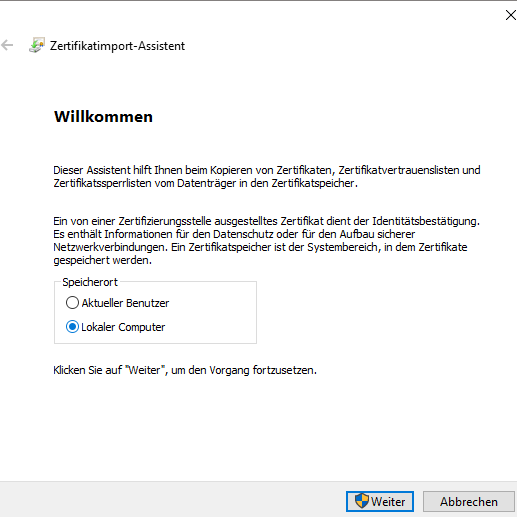 Zertifikatimport-Assistent
Willkommen
Dieser Assistent hilft Ihnen beim Kopieren von Zertifikaten, Zertifikatvertrauenslisten und
Zertifikatssperrlisten vom Datenträger in den Zertifikatspeicher.
Ein von einer Zertifizierungsstelle ausgestelltes Zertifikat dient der Identitätsbestätigung.
Es enthält Informationen für den Datenschutz oder für den Aufbau sicherer
Netzwerkverbindungen. Ein Zertifikatspeicher ist der Systembereich, in dem Zertifikate
gespeichert werden.
Speicherort
Aktueller Benutzer
Lokaler Computer
Klicken Sie auf "Weiter", um den Vorgang fortzusetzen.
Weiter
Abbrechen